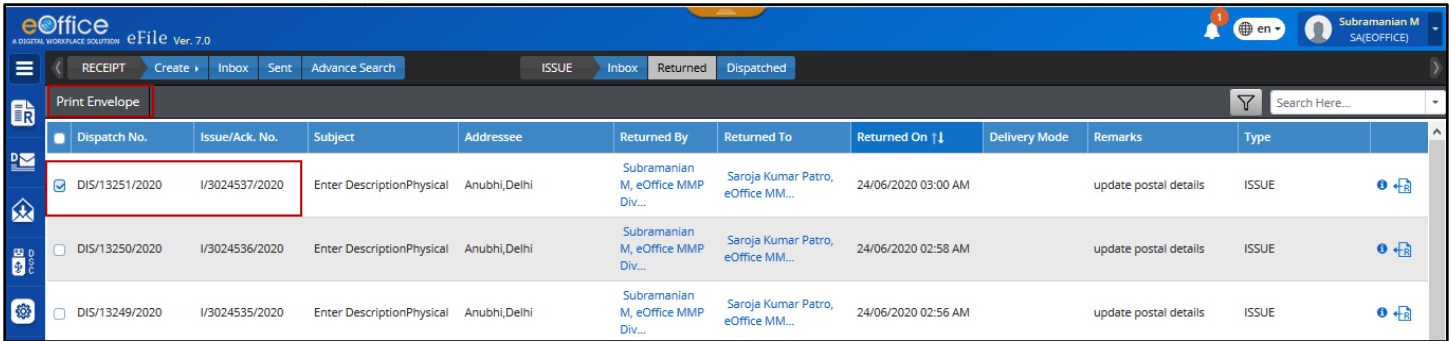 eOffice
A DIGITAL WORKPLACE SOLUTION eFile Ver. 7.0
1
en
Subramanian M
SA(EOFFICE)
RECEIPT Create Inbox Sent Advance Search ISSUE Inbox Returned Dispatched
Print Envelope Search Here...
Dispatch No. Issue/Ack. No. Subject Addressee Returned By Returned To Returned On Delivery Mode Remarks Type
DIS/13251/2020 I/3024537/2020 Enter DescriptionPhysical Anubhi,Delhi Subramanian M, eOffice MMP Div... Saroja Kumar Patro, eOffice MM... 24/06/2020 03:00 AM update postal details ISSUE
DIS/13250/2020 I/3024536/2020 Enter DescriptionPhysical Anubhi,Delhi Subramanian M, eOffice MMP Div... Saroja Kumar Patro, eOffice MM... 24/06/2020 02:58 AM update postal details ISSUE
DIS/13249/2020 I/3024535/2020 Enter DescriptionPhysical Anubhi,Delhi Subramanian M, eOffice MMP Div... Saroja Kumar Patro, eOffice MM... 24/06/2020 02:56 AM update postal details ISSUE
R
D
DSC